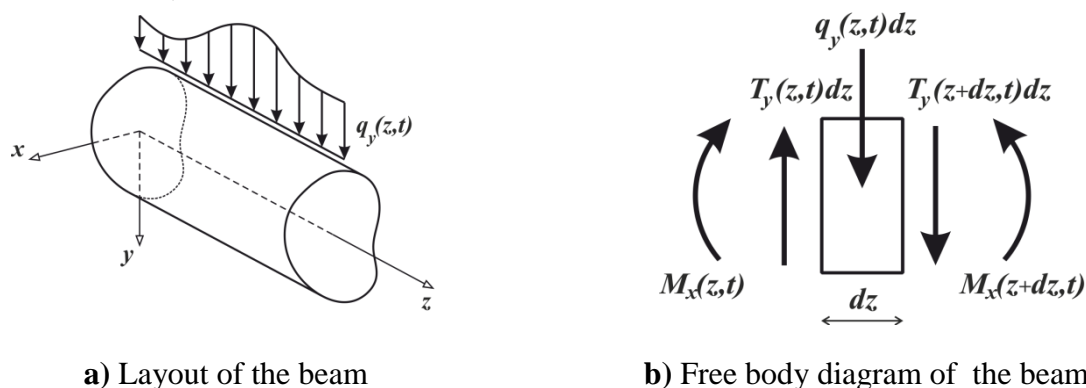 q_y(z,t)
x
y
z
a) Layout of the beam
q_y(z,t)dz
T_y(z,t)dz T_y(z+dz,t)dz
M_x(z,t) M_x(z+dz,t)
dz
b) Free body diagram of the beam